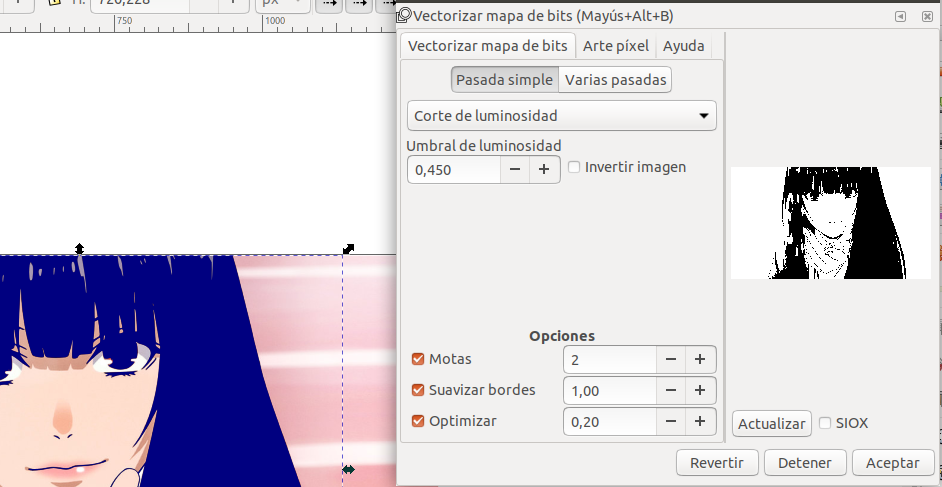 H:
720,228
px
750
1000
Vectorizar mapa de bits (Mayús+Alt+B)
Vectorizar mapa de bits
Arte píxel
Ayuda
Pasada simple
Varias pasadas
Corte de luminosidad
Umbral de luminosidad
0,450
Invertir imagen
Opciones
Motas
2
Suavizar bordes
1,00
Optimizar
0,20
Actualizar
SIOX
Revertir
Detener
Aceptar